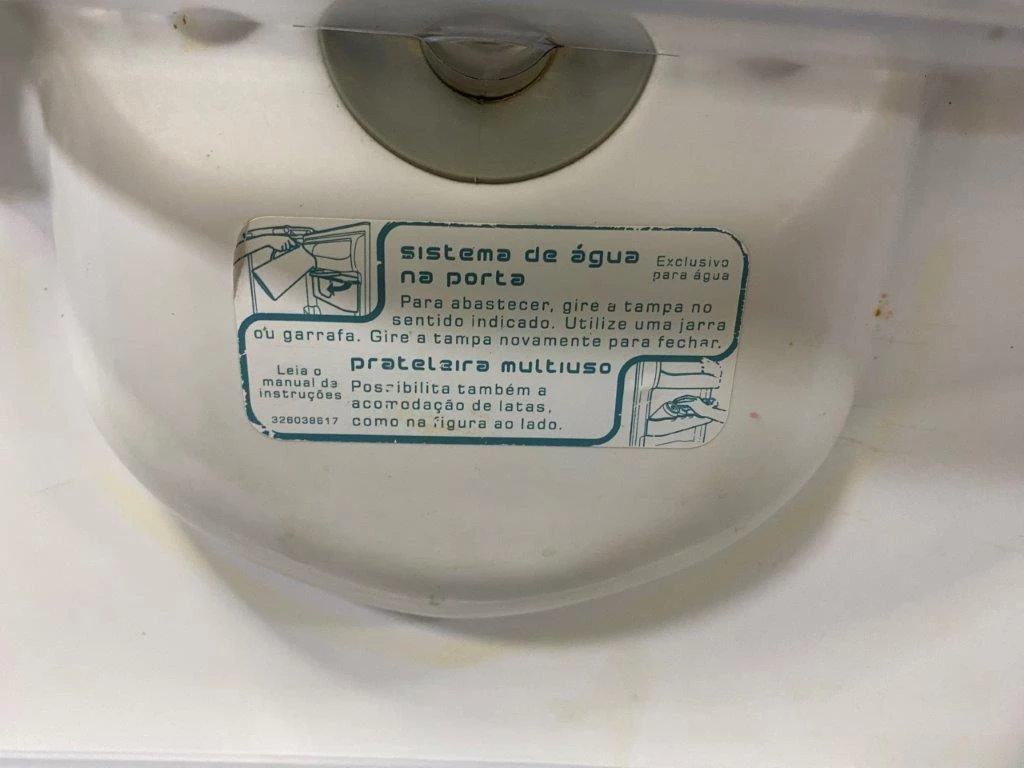 sistema de água
na porta
Exclusivo
para água
Para abastecer, gire a tampa no
sentido indicado. Utilize uma jarra
ou garrafa. Gire a tampa novamente para fechar.
prateleira multiuso
Leia o
manual de
instruções
326038617
Possibilita também a
acomodação de latas,
como na figura ao lado.